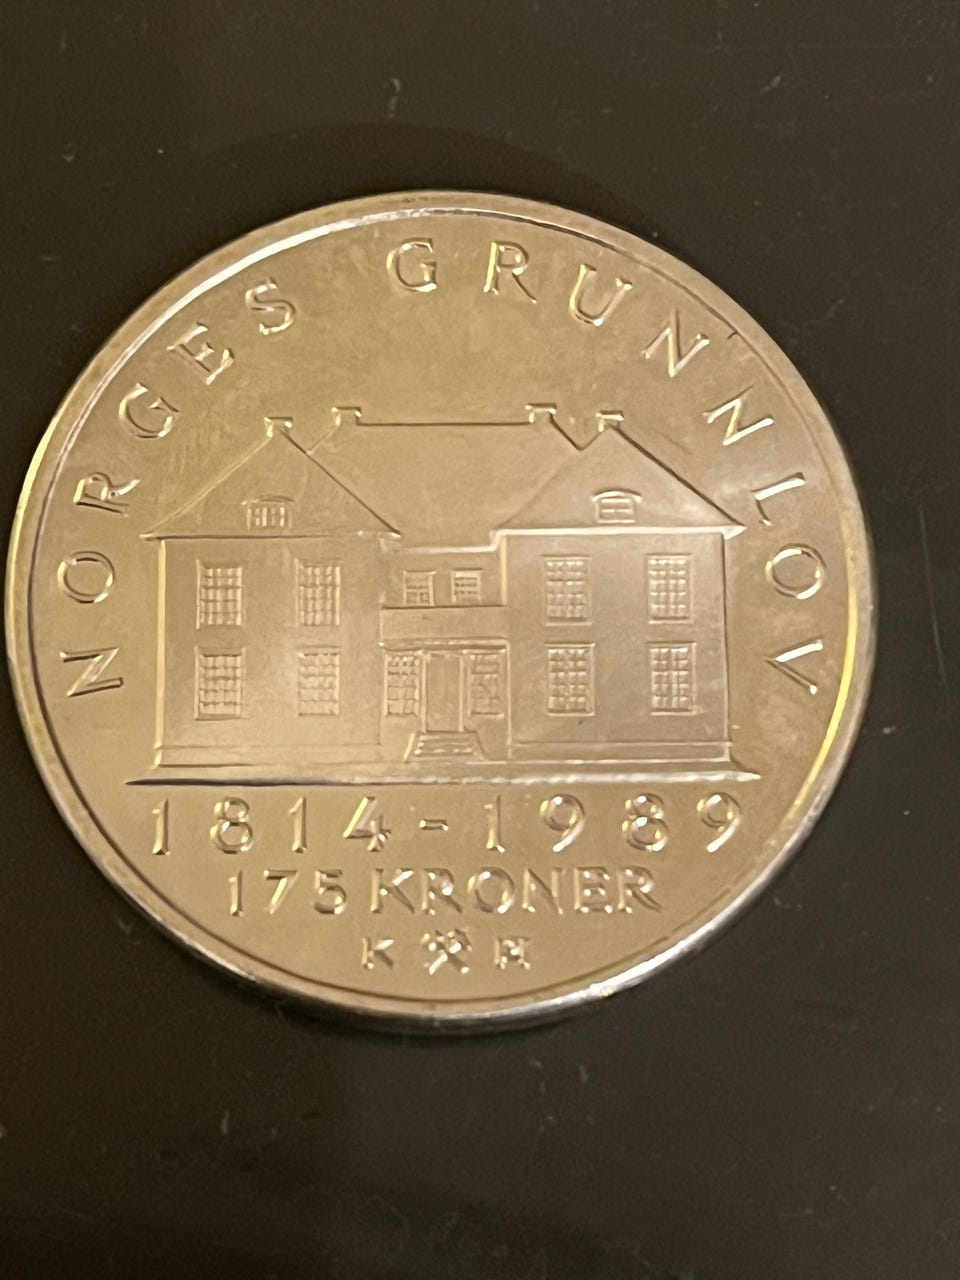 NORGES GRUNNLOV
1814-1989
175 KRONER
K